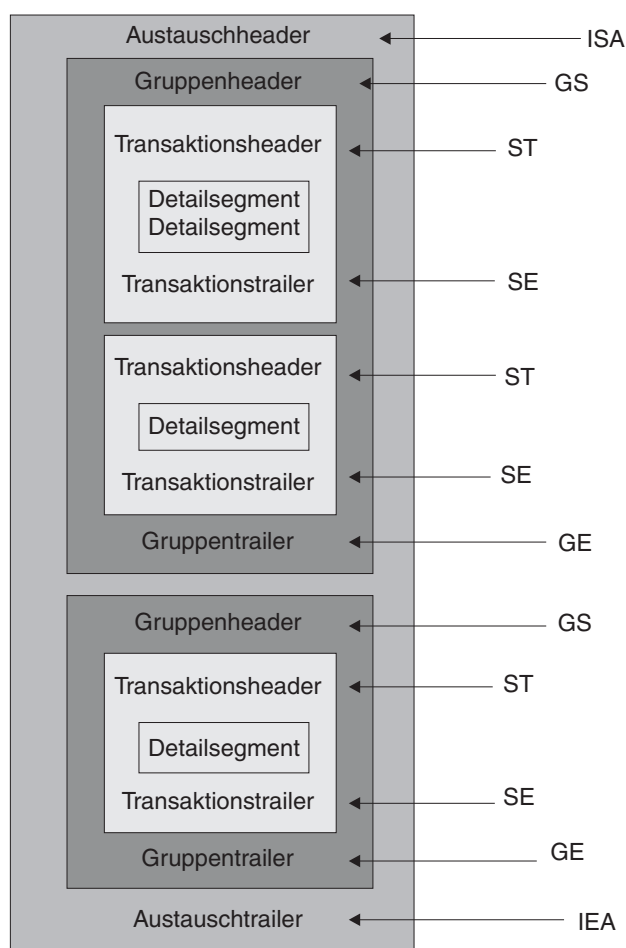 Austauschheader ISA
Gruppenheader GS
Transaktionsheader ST
Detailsegment
Detailsegment
Transaktionstrailer SE
Transaktionsheader ST
Detailsegment
Transaktionstrailer SE
Gruppentrailer GE
Gruppenheader GS
Transaktionsheader ST
Detailsegment
Transaktionstrailer SE
Gruppentrailer GE
Austauschtrailer IEA